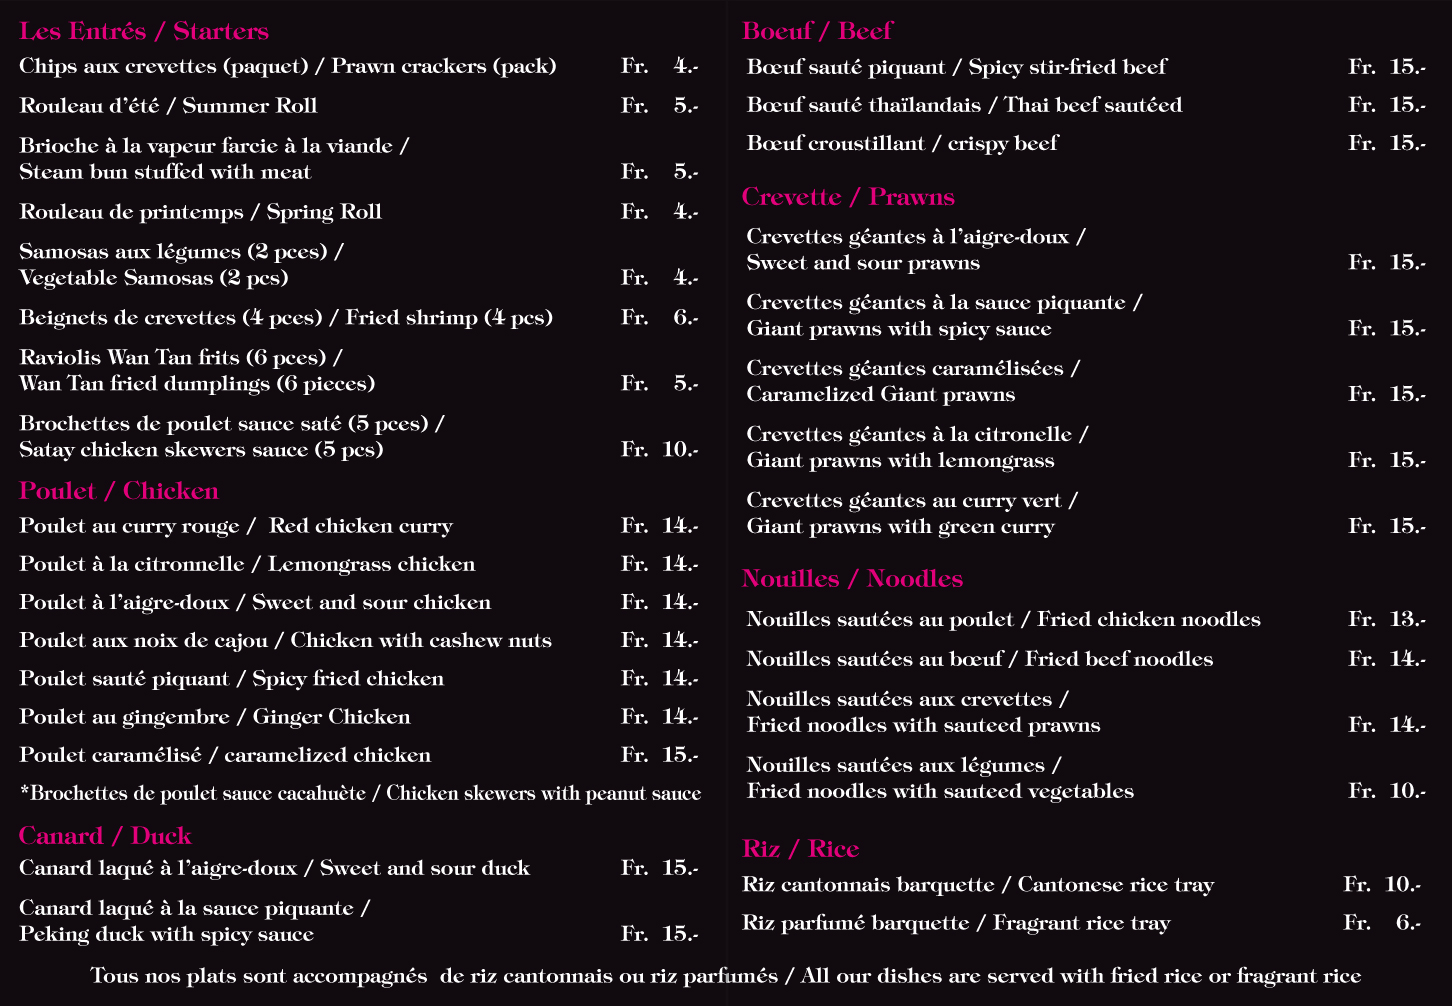 Les Entrés / Starters
Chips aux crevettes (paquet) / Prawn crackers (pack) Fr. 4.-
Rouleau d'été / Summer Roll Fr. 5.-
Brioche à la vapeur farcie à la viande /
Steam bun stuffed with meat Fr. 5.-
Rouleau de printemps / Spring Roll Fr. 4.-
Samosas aux légumes (2 pces) /
Vegetable Samosas (2 pcs) Fr. 4.-
Beignets de crevettes (4 pces) / Fried shrimp (4 pcs) Fr. 6.-
Raviolis Wan Tan frits (6 pces) /
Wan Tan fried dumplings (6 pieces) Fr. 5.-
Brochettes de poulet sauce saté (5 pces) /
Satay chicken skewers sauce (5 pcs) Fr. 10.-
Poulet / Chicken
Poulet au curry rouge / Red chicken curry Fr. 14.-
Poulet à la citronnelle / Lemongrass chicken Fr. 14.-
Poulet à l'aigre-doux / Sweet and sour chicken Fr. 14.-
Poulet aux noix de cajou / Chicken with cashew nuts Fr. 14.-
Poulet sauté piquant / Spicy fried chicken Fr. 14.-
Poulet au gingembre / Ginger Chicken Fr. 14.-
Poulet caramélisé / caramelized chicken Fr. 15.-
*Brochettes de poulet sauce cacahuète / Chicken skewers with peanut sauce
Canard / Duck
Canard laqué à l'aigre-doux / Sweet and sour duck Fr. 15.-
Canard laqué à la sauce piquante /
Peking duck with spicy sauce Fr. 15.-
Boeuf / Beef
Bœuf sauté piquant / Spicy stir-fried beef Fr. 15.-
Bœuf sauté thaïlandais / Thai beef sautéed Fr. 15.-
Bœuf croustillant / crispy beef Fr. 15.-
Crevette / Prawns
Crevettes géantes à l'aigre-doux /
Sweet and sour prawns Fr. 15.-
Crevettes géantes à la sauce piquante /
Giant prawns with spicy sauce Fr. 15.-
Crevettes géantes caramélisées /
Caramelized Giant prawns Fr. 15.-
Crevettes géantes à la citronelle /
Giant prawns with lemongrass Fr. 15.-
Crevettes géantes au curry vert /
Giant prawns with green curry Fr. 15.-
Nouilles / Noodles
Nouilles sautées au poulet / Fried chicken noodles Fr. 13.-
Nouilles sautées au bœuf / Fried beef noodles Fr. 14.-
Nouilles sautées aux crevettes /
Fried noodles with sauteed prawns Fr. 14.-
Nouilles sautées aux légumes /
Fried noodles with sauteed vegetables Fr. 10.-
Riz / Rice
Riz cantonnais barquette / Cantonese rice tray Fr. 10.-
Riz parfumé barquette / Fragrant rice tray Fr. 6.-
Tous nos plats sont accompagnés de riz cantonnais ou riz parfumés / All our dishes are served with fried rice or fragrant rice